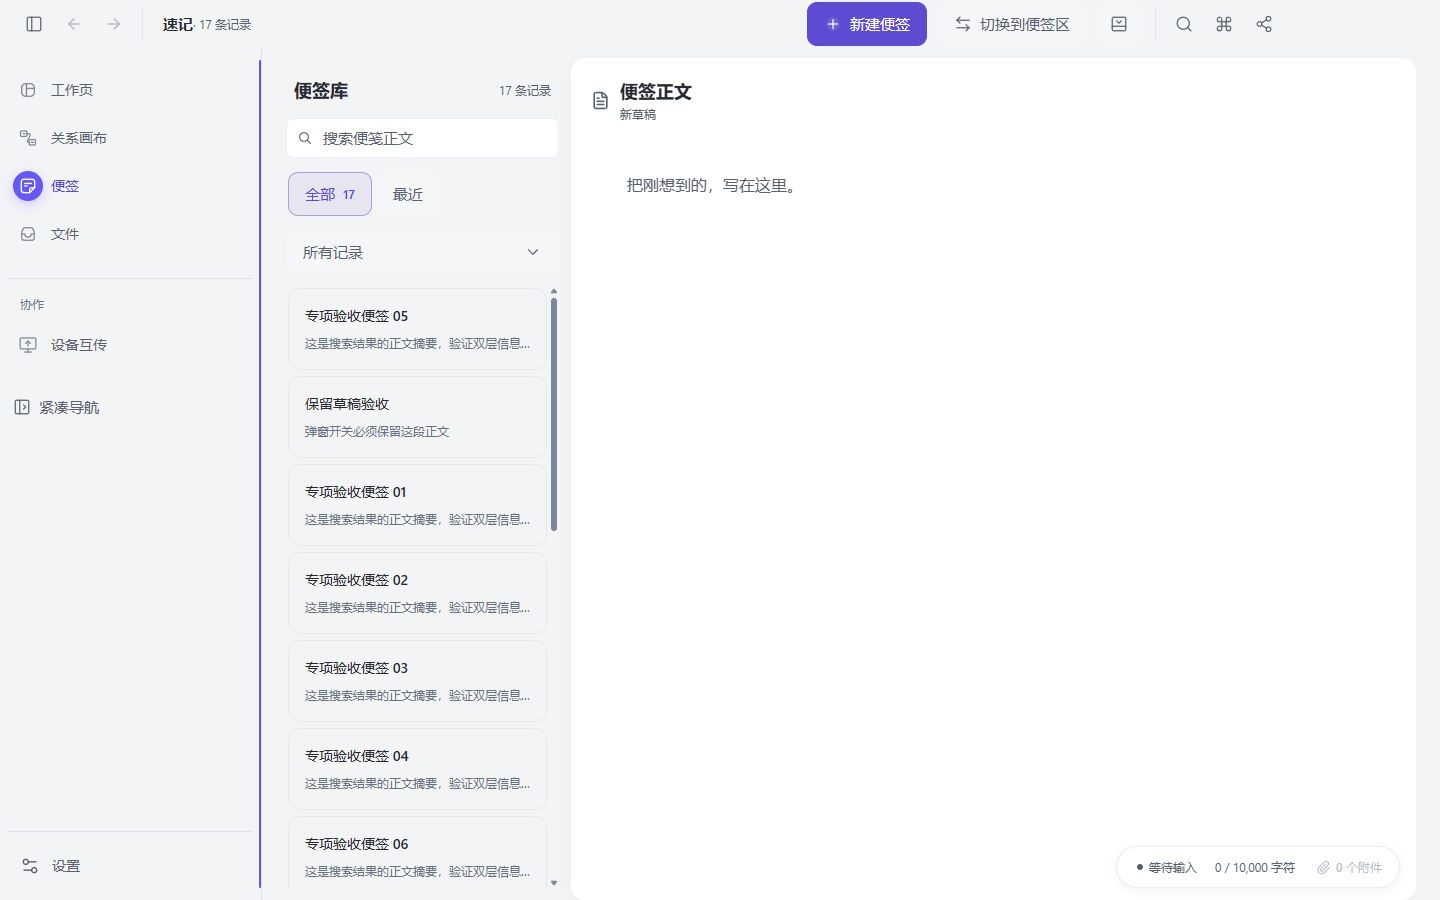 速记 · 17 条记录
新建便签
切换到便签区
工作页
关系画布
便签
文件
协作
设备互传
紧凑导航
设置
便签库
17 条记录
搜索便笺正文
全部 17
最近
所有记录
专项验收便签 05
这是搜索结果的正文摘要，验证双层信息...
保留草稿验收
弹窗开关必须保留这段正文
专项验收便签 01
这是搜索结果的正文摘要，验证双层信息...
专项验收便签 02
这是搜索结果的正文摘要，验证双层信息...
专项验收便签 03
这是搜索结果的正文摘要，验证双层信息...
专项验收便签 04
这是搜索结果的正文摘要，验证双层信息...
专项验收便签 06
这是搜索结果的正文摘要，验证双层信息...
便签正文
新草稿
把刚想到的，写在这里。
等待输入 0 / 10,000 字符 0 个附件